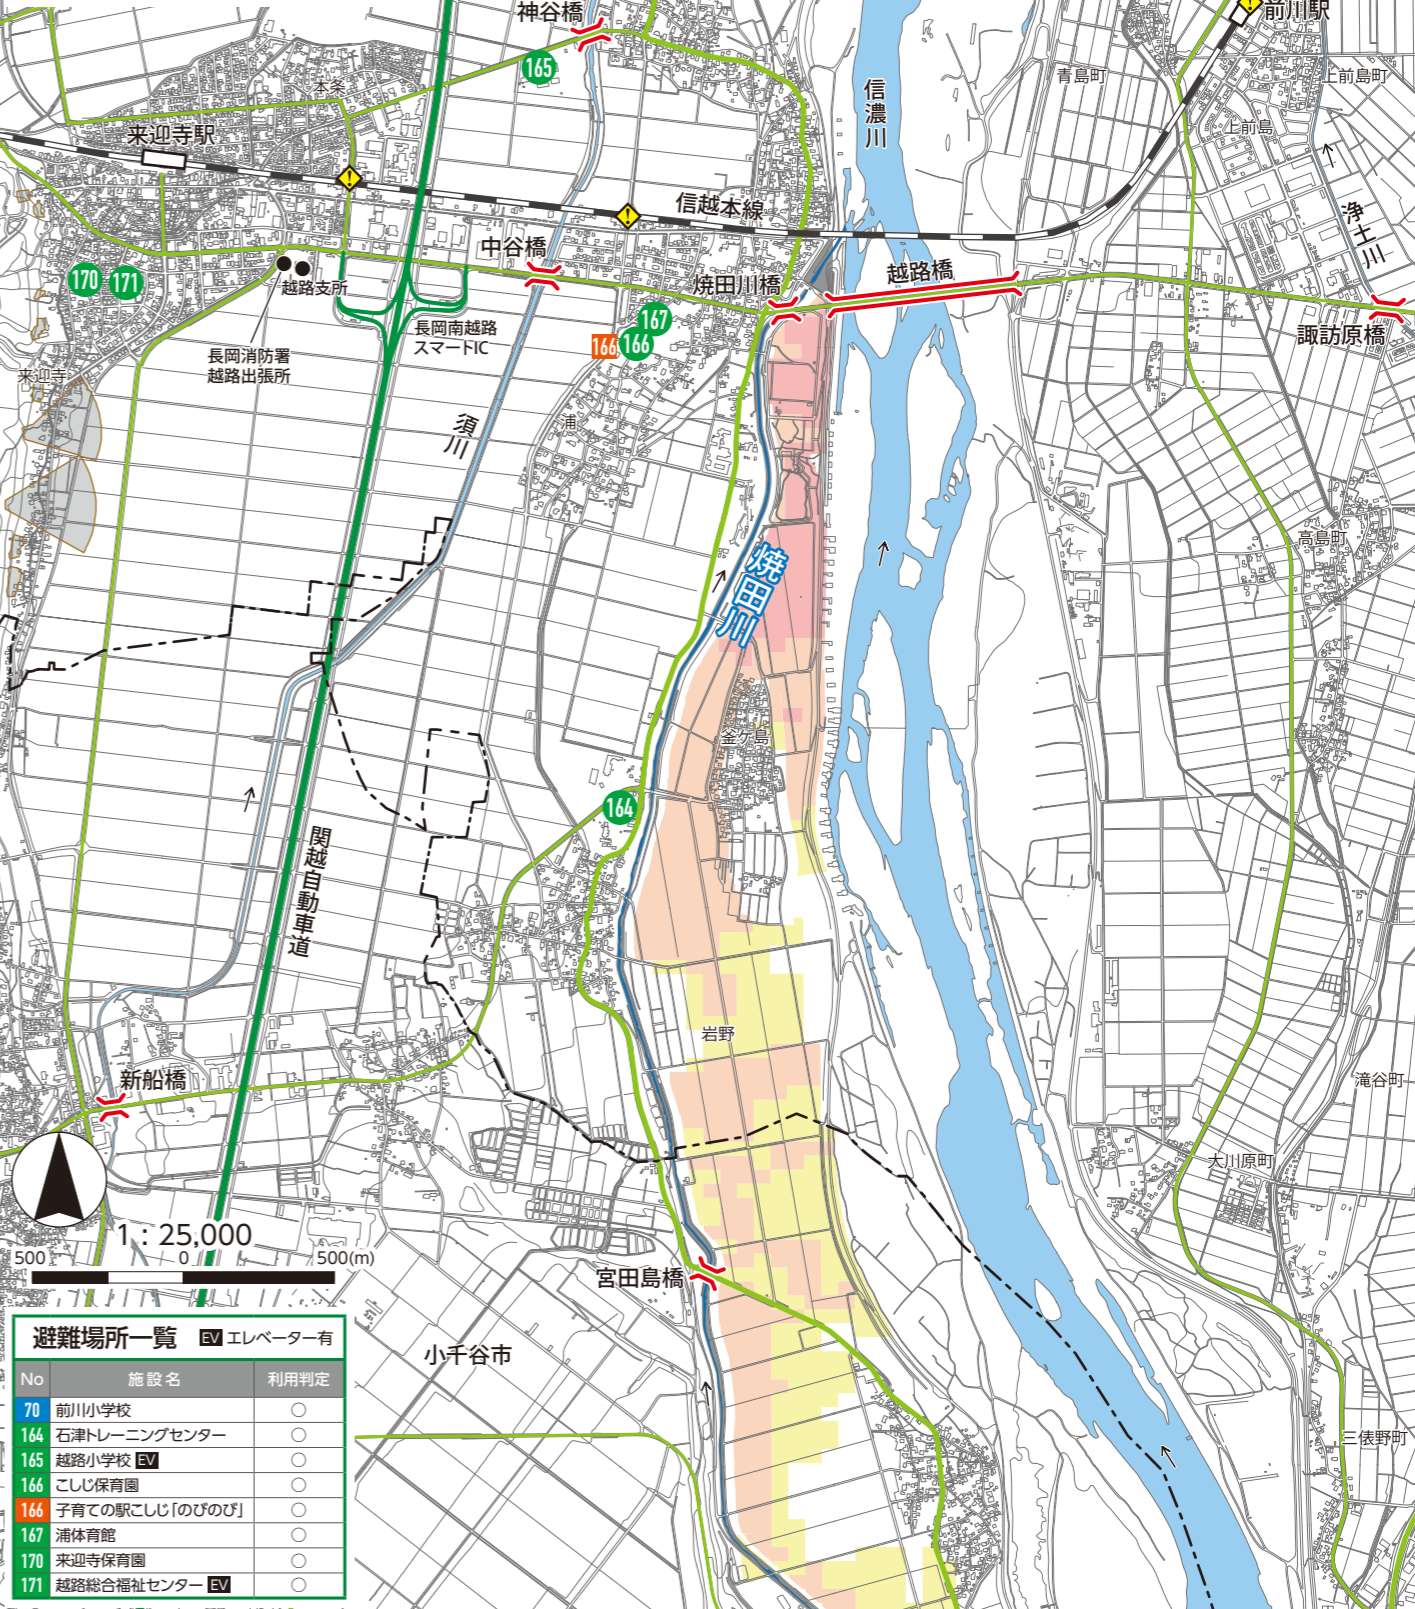 神谷橋
前川駅
165
本条
青島町
上前島町
信濃川
来迎寺駅
上前島
信越本線
浄土川
中谷橋
越路橋
170
171
越路支所
焼田川橋
167
166
166
長岡南越路
スマートIC
諏訪原橋
長岡消防署
越路出張所
来迎寺
須川
浦
高島町
焼田川
釜ケ島
164
関越自動車道
岩野
新船橋
滝谷町
大川原町
1：25,000
500 0 500(m)
宮田島橋
小千谷市
三俵野町
避難場所一覧 EV エレベーター有
No 施設名 利用判定
70 前川小学校 ○
164 石津トレーニングセンター ○
165 越路小学校 EV ○
166 こしじ保育園 ○
166 子育ての駅こしじ「のびのび」 ○
167 浦体育館 ○
170 来迎寺保育園 ○
171 越路総合福祉センター EV ○